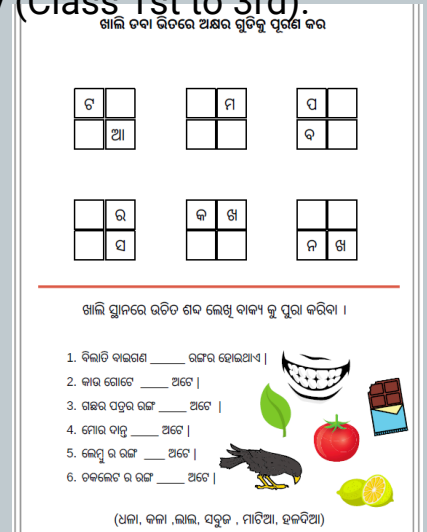 (Class 1st to 3rd):
ଖାଲି ଡବା ଭିତରେ ଅକ୍ଷର ଗୁଡିକୁ ପୂରଣ କର
ଟ ମ ପ
ଆ ବ
ର କ ଖ
ସ ନ ଖ
ଖାଲି ସ୍ଥାନରେ ଉଚିତ ଶବ୍ଦ ଲେଖି ବାକ୍ୟ କୁ ପୁରା କରିବା ।
1. ବିଲାତି ବାଇଗଣ ______ ରଙ୍ଗର ହୋଇଥାଏ |
2. କାଉ ଗୋଟେ _____ ଅଟେ |
3. ଗଛର ପତ୍ରର ରଙ୍ଗ _____ ଅଟେ |
4. ମୋର ଦାନ୍ତ _____ ଅଟେ |
5. ଲେମ୍ବୁ ର ରଙ୍ଗ ____ ଅଟେ |
6. ଚକଲେଟ ର ରଙ୍ଗ _____ ଅଟେ |
(ଧଳା, କଳା ,ଲାଲ, ସବୁଜ , ମାଟିଆ, ହଳଦିଆ)